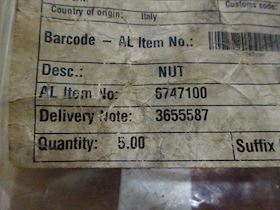 Country of origin: Italy
Customs code:
Barcode - AL Item No.:
Desc.: NUT
AL Item No: 6747100
Delivery Note: 3655587
Quantity: 5.00 Suffix